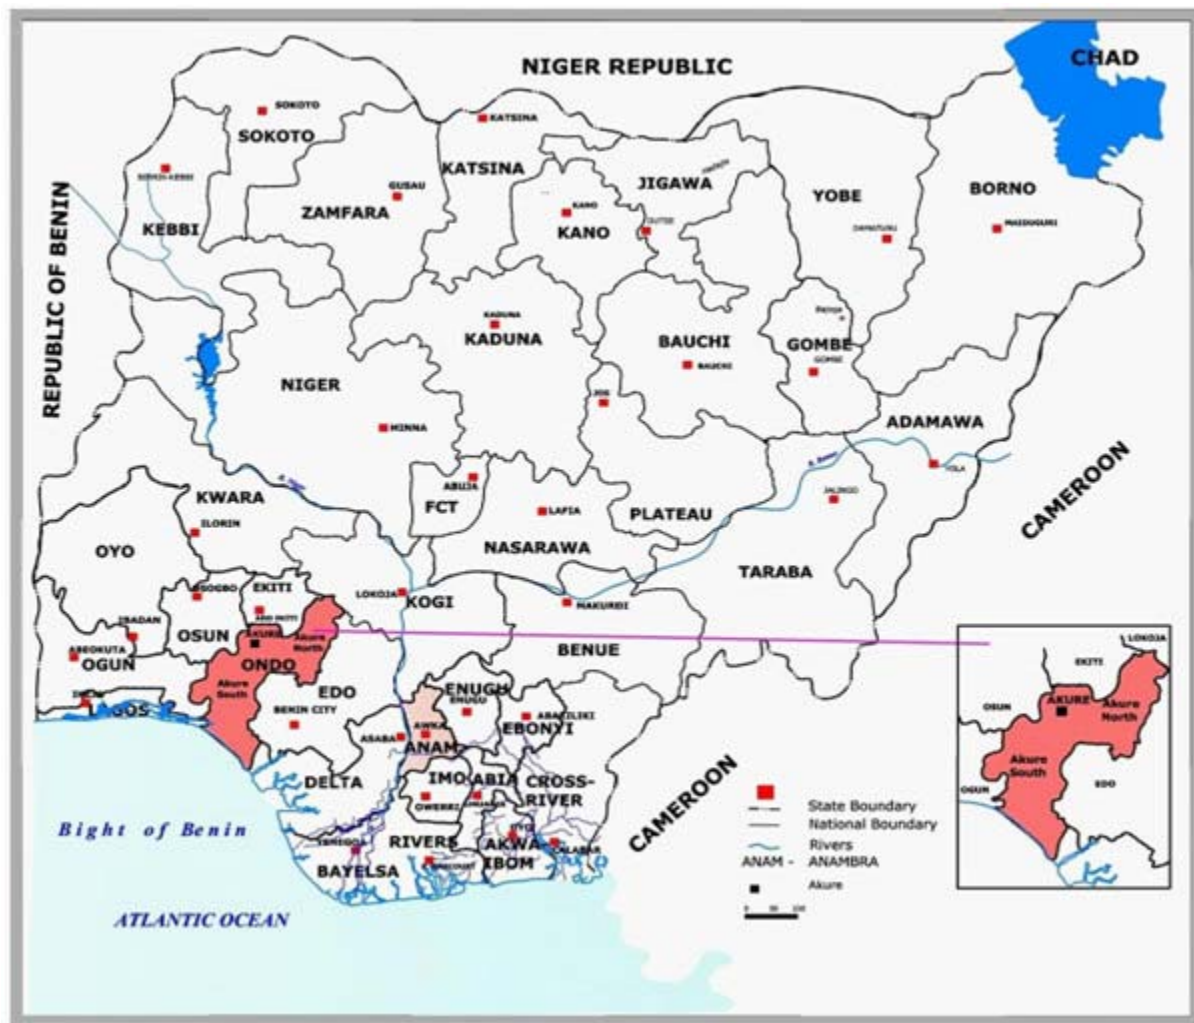 NIGER REPUBLIC
CHAD
SOKOTO
SOKOTO
KATSINA
KATSINA
GUSAU
ZAMFARA
KEBBI
JIGAWA
KANO
KANO
YOBE
BORNO
MAIDUGURI
REPUBLIC OF BENIN
KADUNA
KADUNA
BAUCHI
BAUCHI
GOMBE
GOMBE
NIGER
MINNA
JOS
ADAMAWA
YOLA
ABUJA
FCT
LAFIA
PLATEAU
JALINGO
KWARA
ILORIN
NASARAWA
TARABA
CAMEROON
OYO
EKITI
OSUN
IBADAN
ABEOKUTA
OGUN
LAGOS
LOKOJA
KOGI
MAKURDI
BENUE
AKURE
Akure
North
ONDO
Akure
South
EDO
BENIN CITY
ENUGU
ENUGU
EBONYI
ASABA
AWKA
ANAM
DELTA
IMO
ABIA
CROSS-
RIVER
OWERRI
RIVERS
AKWA
IBOM
CALABAR
BAYELSA
CAMEROON
Bight of Benin
ATLANTIC OCEAN
State Boundary
National Boundary
Rivers
ANAM - ANAMBRA
Akure
LOKOJA
EKITI
OSUN
AKURE
Akure
North
Akure
South
OGUN
EDO